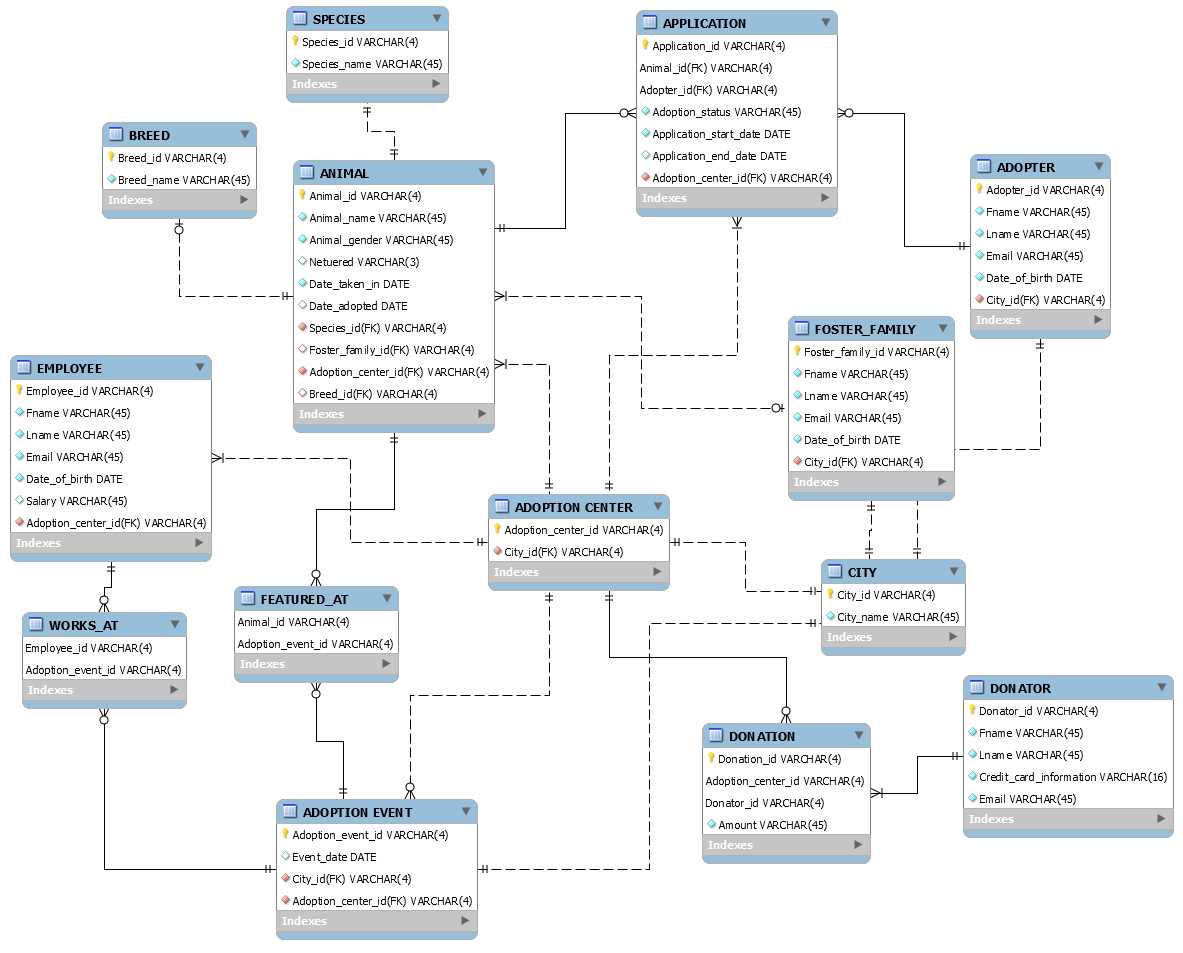 SPECIES
Species_id VARCHAR(4)
Species_name VARCHAR(45)
Indexes
APPLICATION
Application_id VARCHAR(4)
Animal_id(FK) VARCHAR(4)
Adopter_id(FK) VARCHAR(4)
Adoption_status VARCHAR(45)
Application_start_date DATE
Application_end_date DATE
Adoption_center_id(FK) VARCHAR(4)
Indexes
BREED
Breed_id VARCHAR(4)
Breed_name VARCHAR(45)
Indexes
ANIMAL
Animal_id VARCHAR(4)
Animal_name VARCHAR(45)
Animal_gender VARCHAR(45)
Netuered VARCHAR(3)
Date_taken_in DATE
Date_adopted DATE
Species_id(FK) VARCHAR(4)
Foster_family_id(FK) VARCHAR(4)
Adoption_center_id(FK) VARCHAR(4)
Breed_id(FK) VARCHAR(4)
Indexes
ADOPTER
Adopter_id VARCHAR(4)
Fname VARCHAR(45)
Lname VARCHAR(45)
Email VARCHAR(45)
Date_of_birth DATE
City_id(FK) VARCHAR(4)
Indexes
FOSTER_FAMILY
Foster_family_id VARCHAR(4)
Fname VARCHAR(45)
Lname VARCHAR(45)
Email VARCHAR(45)
Date_of_birth DATE
City_id(FK) VARCHAR(4)
Indexes
EMPLOYEE
Employee_id VARCHAR(4)
Fname VARCHAR(45)
Lname VARCHAR(45)
Email VARCHAR(45)
Date_of_birth DATE
Salary VARCHAR(45)
Adoption_center_id(FK) VARCHAR(4)
Indexes
ADOPTION CENTER
Adoption_center_id VARCHAR(4)
City_id(FK) VARCHAR(4)
Indexes
CITY
City_id VARCHAR(4)
City_name VARCHAR(45)
Indexes
FEATURED_AT
Animal_id VARCHAR(4)
Adoption_event_id VARCHAR(4)
Indexes
WORKS_AT
Employee_id VARCHAR(4)
Adoption_event_id VARCHAR(4)
Indexes
DONATOR
Donator_id VARCHAR(4)
Fname VARCHAR(45)
Lname VARCHAR(45)
Credit_card_information VARCHAR(16)
Email VARCHAR(45)
Indexes
DONATION
Donation_id VARCHAR(4)
Adoption_center_id VARCHAR(4)
Donator_id VARCHAR(4)
Amount VARCHAR(45)
Indexes
ADOPTION EVENT
Adoption_event_id VARCHAR(4)
Event_date DATE
City_id(FK) VARCHAR(4)
Adoption_center_id(FK) VARCHAR(4)
Indexes